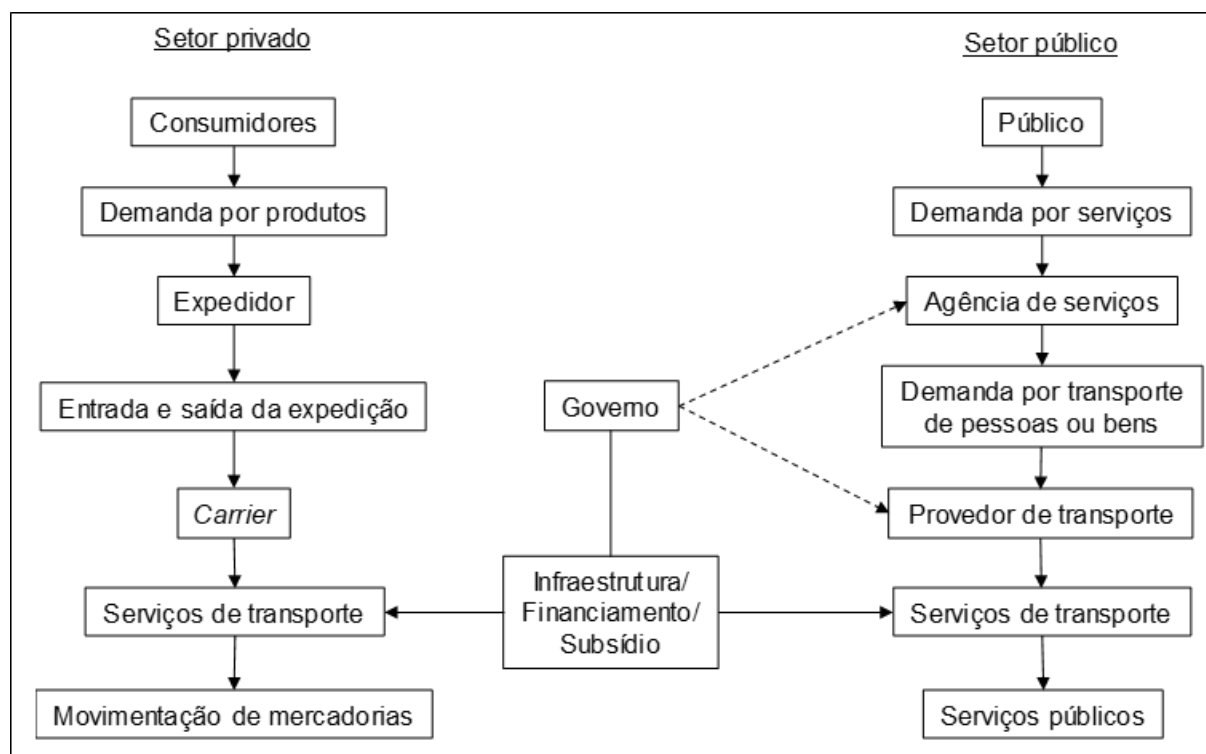 Setor privado
Consumidores
Demanda por produtos
Expedidor
Entrada e saída da expedição
Carrier
Serviços de transporte
Movimentação de mercadorias
Governo
Infraestrutura/
Financiamento/
Subsídio
Setor público
Público
Demanda por serviços
Agência de serviços
Demanda por transporte
de pessoas ou bens
Provedor de transporte
Serviços de transporte
Serviços públicos